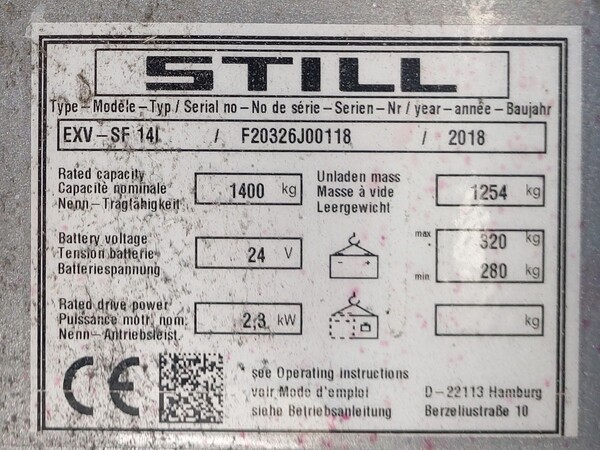 STILL
Type – Modèle – Typ / Serial no – No de série – Serien – Nr / year – année – Baujahr
EXV – SF 14I / F20326J00118 / 2018
Rated capacity
Capacité nominale
Nenn – Tragfähigkeit
1400 kg
Unladen mass
Masse à vide
Leergewicht
1254 kg
Battery voltage
Tension batterie
Batteriespannung
24 V
max 320 kg
min 280 kg
Rated drive power
Puissance motr. nom.
Nenn – Antriebsleist.
2,3 kW
kg
CE
see Operating instructions
voir Mode d'emploi
siehe Betriebsanleitung
D – 22113 Hamburg
Berzeliustraße 10